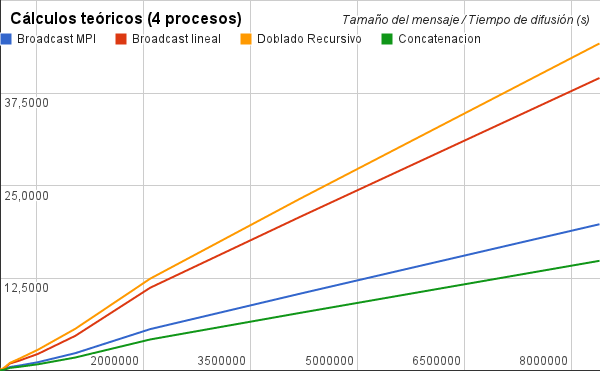 Cálculos teóricos (4 procesos)
Tamaño del mensaje / Tiempo de difusión (s)
Broadcast MPI Broadcast lineal Doblado Recursivo Concatenacion
37,5000
25,0000
12,5000
2000000 3500000 5000000 6500000 8000000